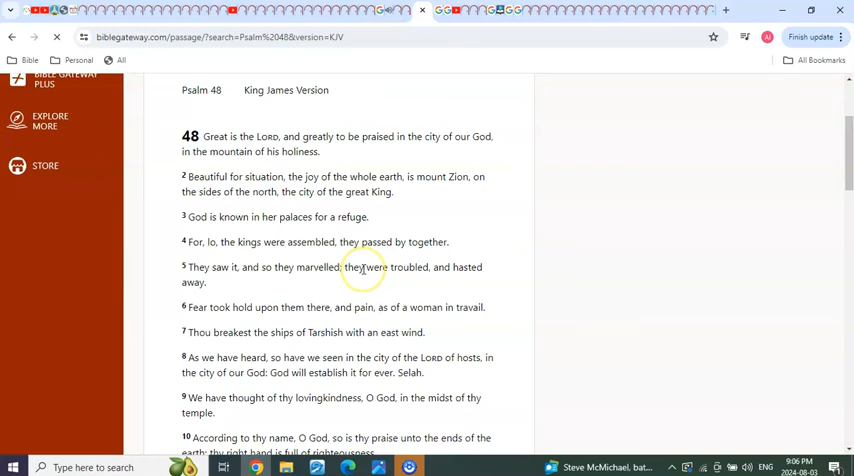 biblegateway.com/passage/?search=Psalm%2048&version=KJV
AI
Finish update
Bible
Personal
All
All Bookmarks
BIBLE GATEWAY
PLUS
EXPLORE
MORE
STORE
Psalm 48 King James Version
48 Great is the LORD, and greatly to be praised in the city of our God,
in the mountain of his holiness.
2 Beautiful for situation, the joy of the whole earth, is mount Zion, on
the sides of the north, the city of the great King.
3 God is known in her palaces for a refuge.
4 For, lo, the kings were assembled, they passed by together.
5 They saw it, and so they marvelled; they were troubled, and hasted
away.
6 Fear took hold upon them there, and pain, as of a woman in travail.
7 Thou breakest the ships of Tarshish with an east wind.
8 As we have heard, so have we seen in the city of the LORD of hosts, in
the city of our God: God will establish it for ever. Selah.
9 We have thought of thy lovingkindness, O God, in the midst of thy
temple.
10 According to thy name, O God, so is thy praise unto the ends of the
earth: thy right hand is full of righteousness.
Type here to search
Steve McMichael, bat...
ENG
9:06 PM
2024-08-03